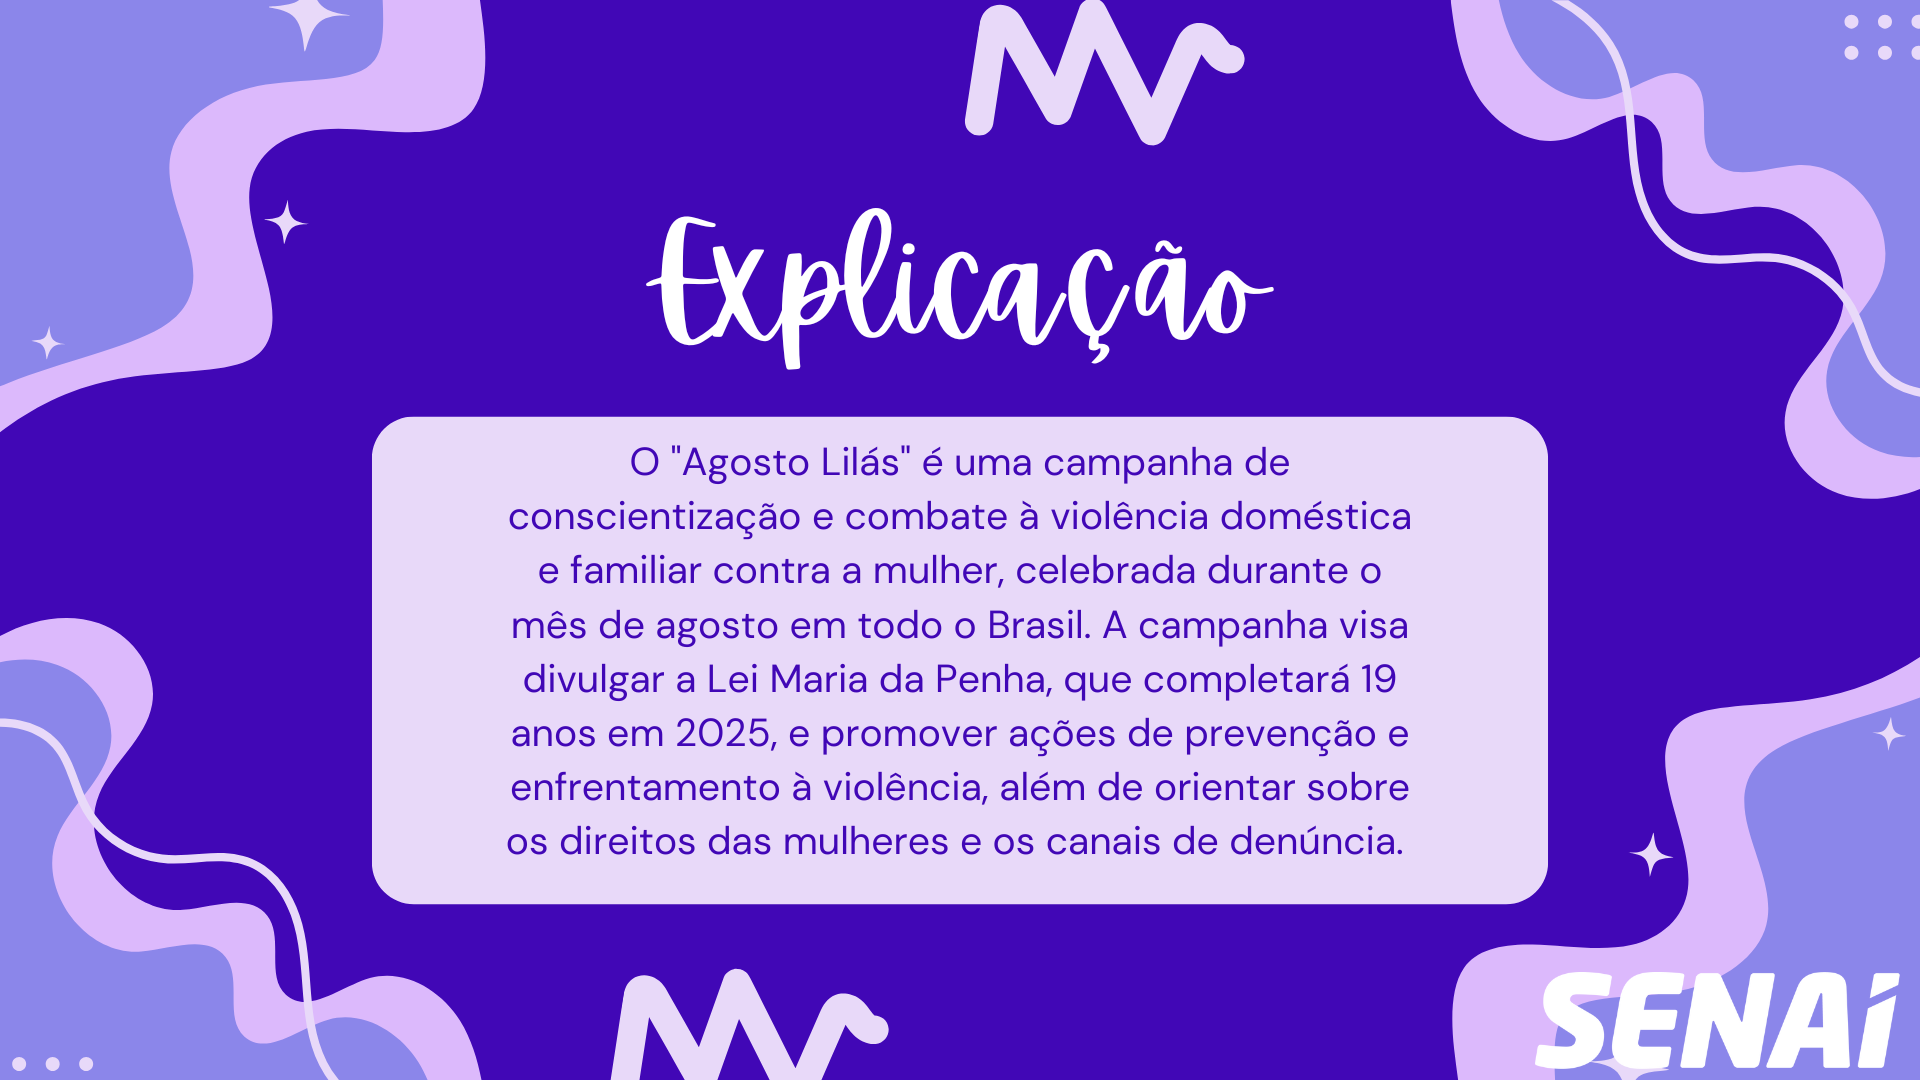 Explicação
O "Agosto Lilás" é uma campanha de
conscientização e combate à violência doméstica
e familiar contra a mulher, celebrada durante o
mês de agosto em todo o Brasil. A campanha visa
divulgar a Lei Maria da Penha, que completará 19
anos em 2025, e promover ações de prevenção e
enfrentamento à violência, além de orientar sobre
os direitos das mulheres e os canais de denúncia.
SENAI